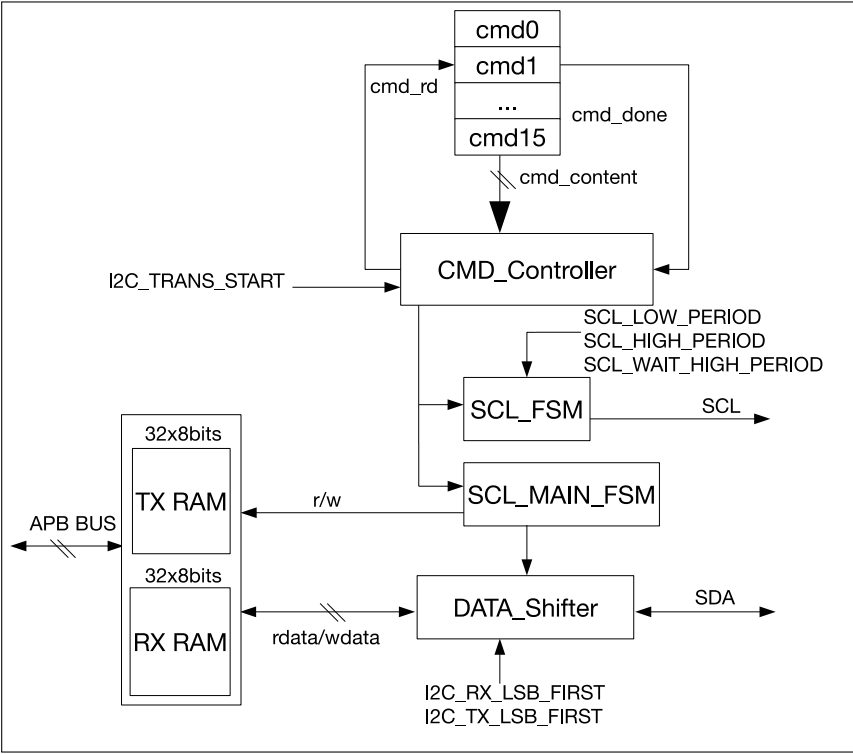 cmd0
cmd1
...
cmd15
cmd_rd
cmd_done
cmd_content
CMD_Controller
I2C_TRANS_START
SCL_LOW_PERIOD
SCL_HIGH_PERIOD
SCL_WAIT_HIGH_PERIOD
SCL_FSM
SCL
32x8bits
TX RAM
SCL_MAIN_FSM
r/w
APB BUS
32x8bits
RX RAM
rdata/wdata
DATA_Shifter
SDA
I2C_RX_LSB_FIRST
I2C_TX_LSB_FIRST